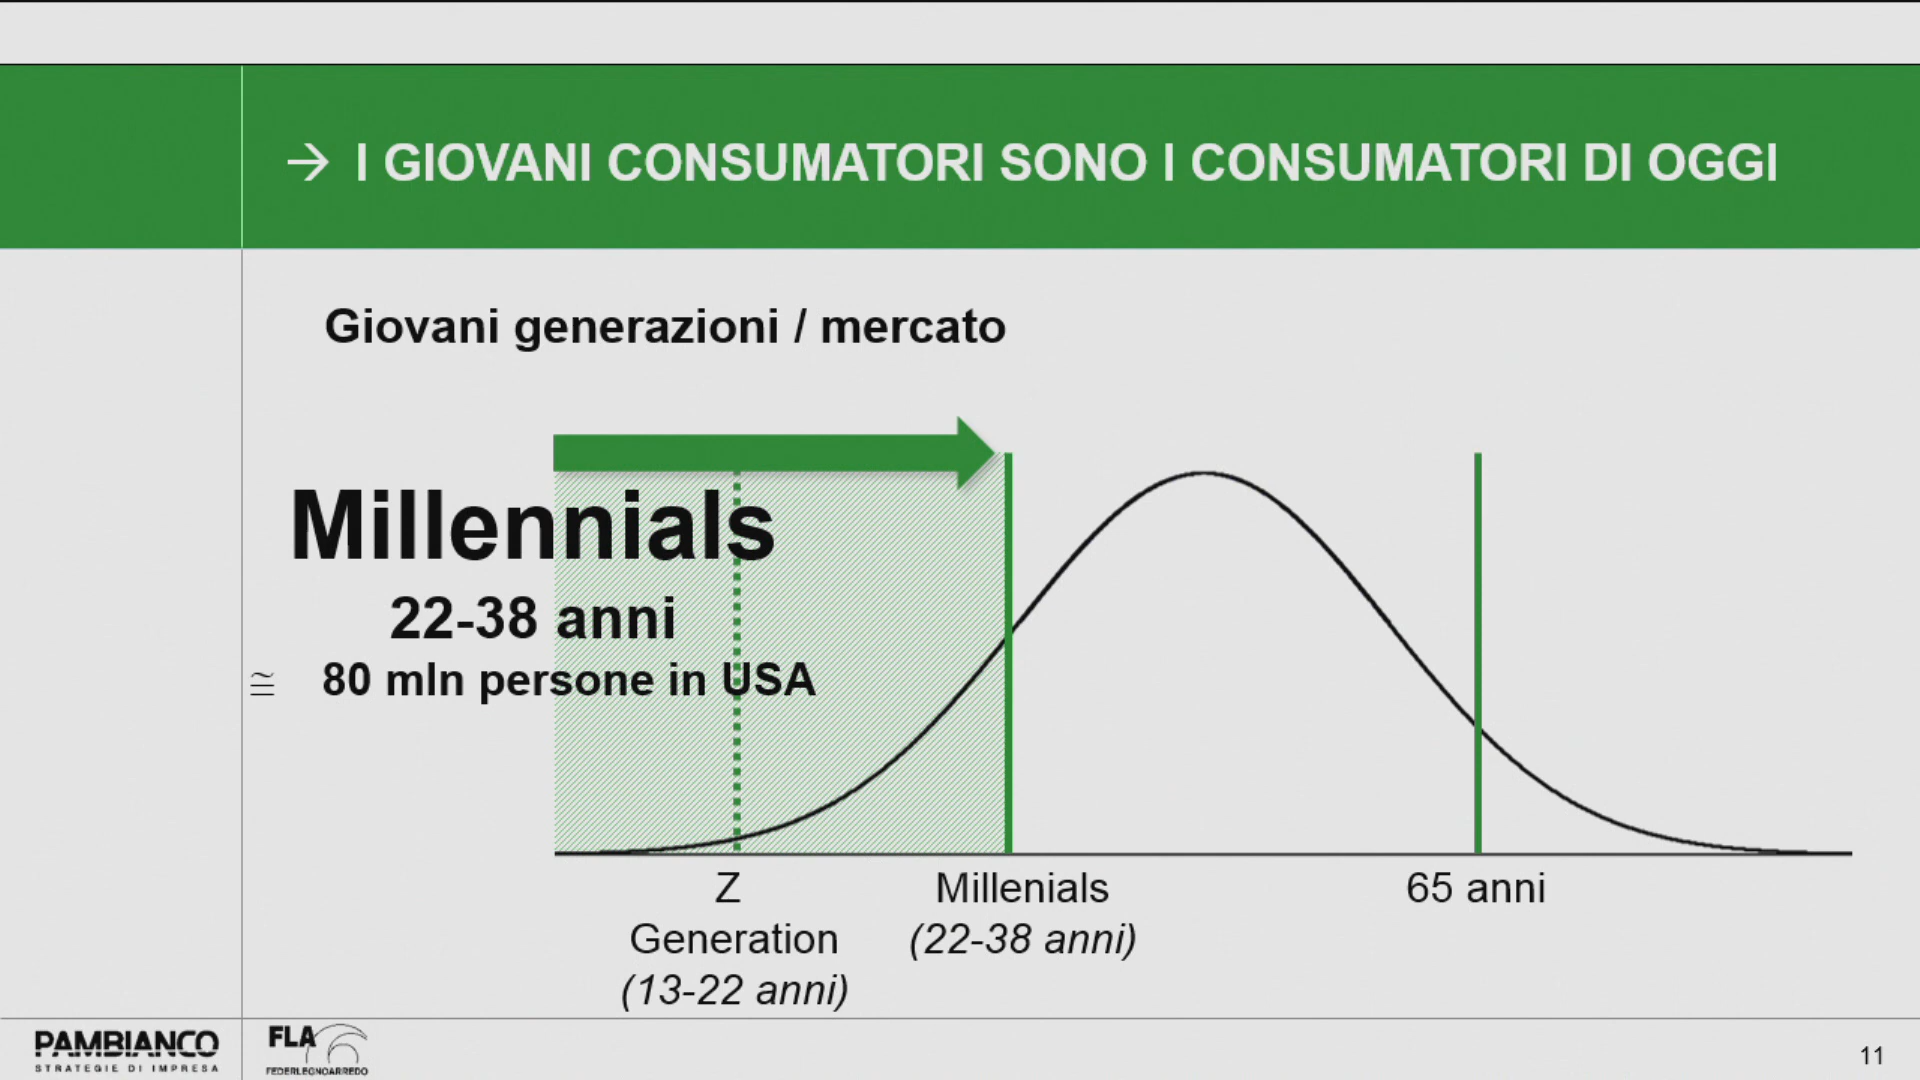 → I GIOVANI CONSUMATORI SONO I CONSUMATORI DI OGGI
Giovani generazioni / mercato
Millennials
22-38 anni
≅ 80 mln persone in USA
Z
Generation
(13-22 anni)
Millenials
(22-38 anni)
65 anni
PAMBIANCO
STRATEGIE DI IMPRESA
FLA
FEDERLEGNOARREDO
11